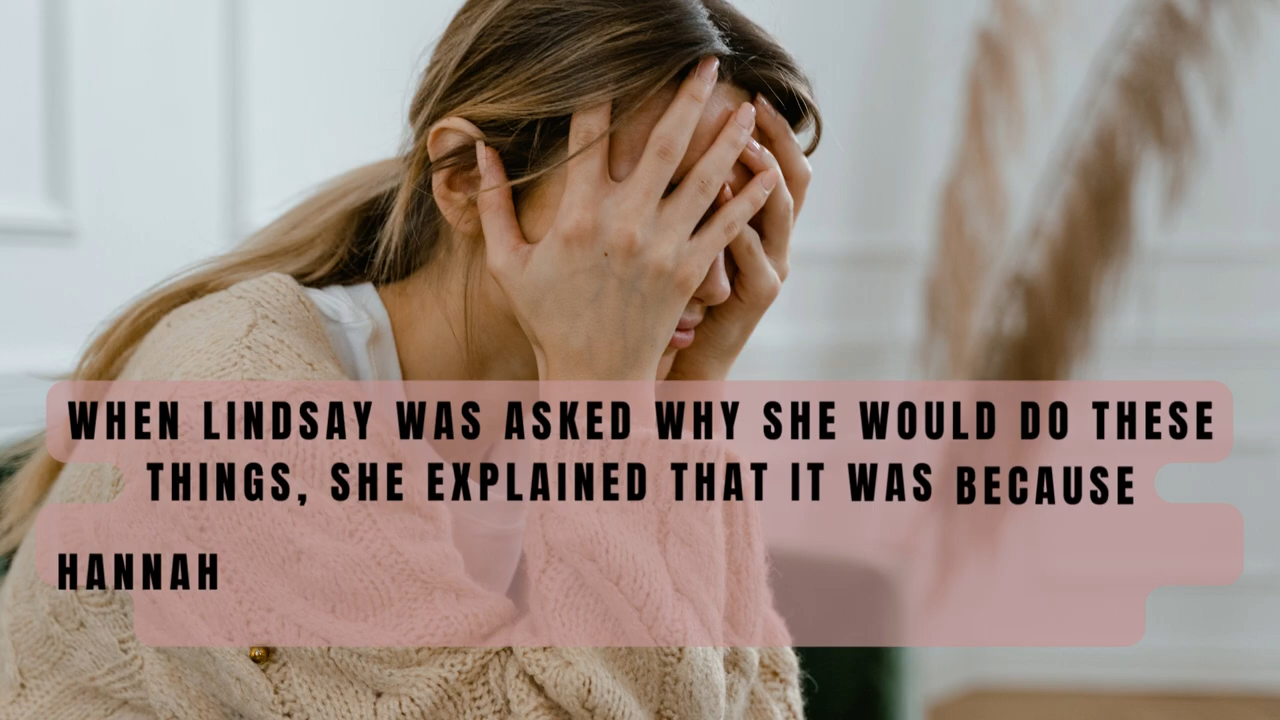 WHEN LINDSAY WAS ASKED WHY SHE WOULD DO THESE
THINGS, SHE EXPLAINED THAT IT WAS BECAUSE
HANNAH